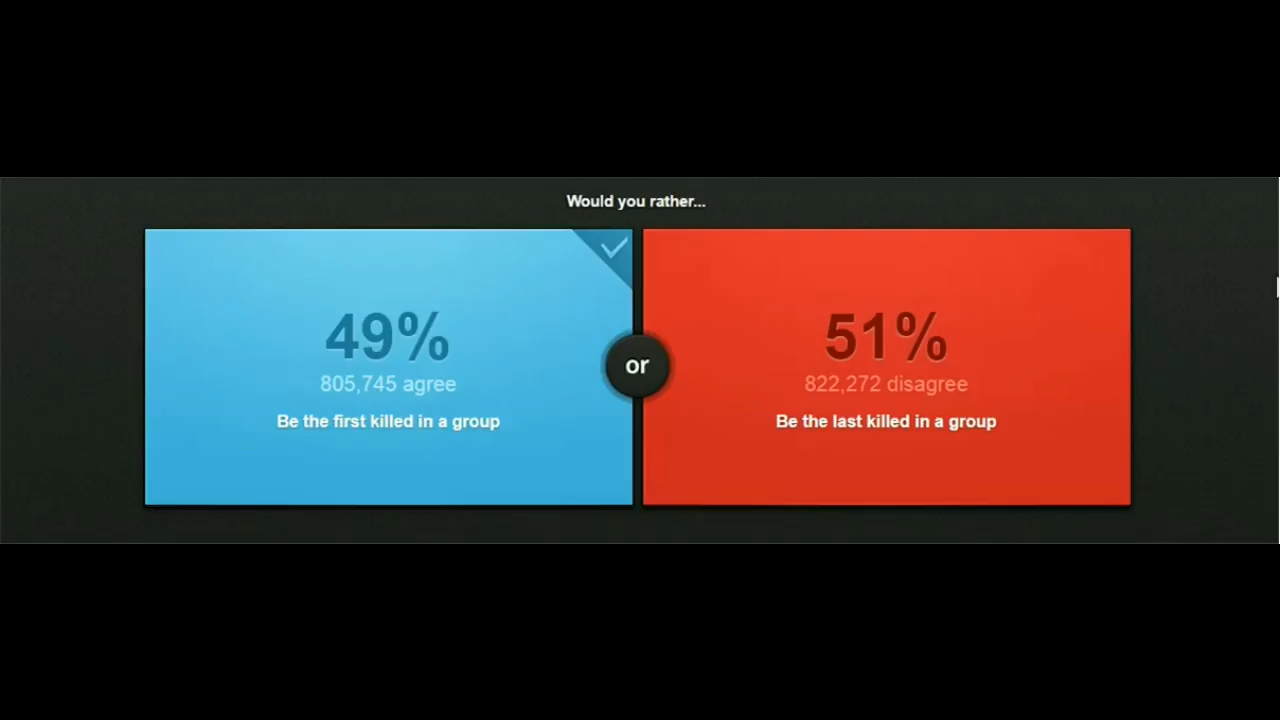 Would you rather...
49%
805,745 agree
Be the first killed in a group
or
51%
822,272 disagree
Be the last killed in a group